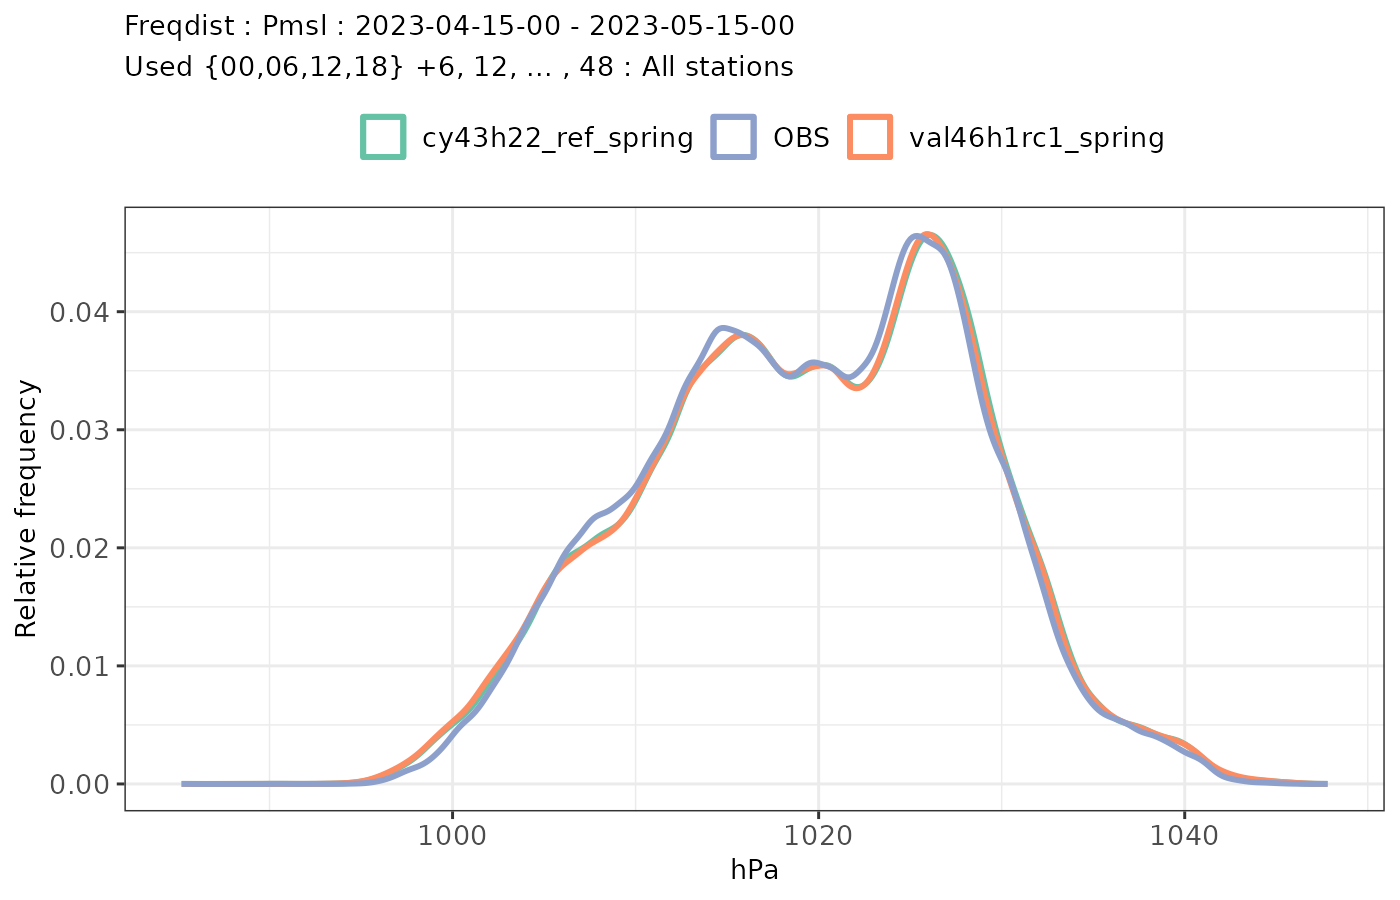 Freqdist : Pmsl : 2023-04-15-00 - 2023-05-15-00
Used {00,06,12,18} +6, 12, ... , 48 : All stations
cy43h22_ref_spring OBS val46h1rc1_spring
Relative frequency
0.04
0.03
0.02
0.01
0.00
1000 1020 1040
hPa